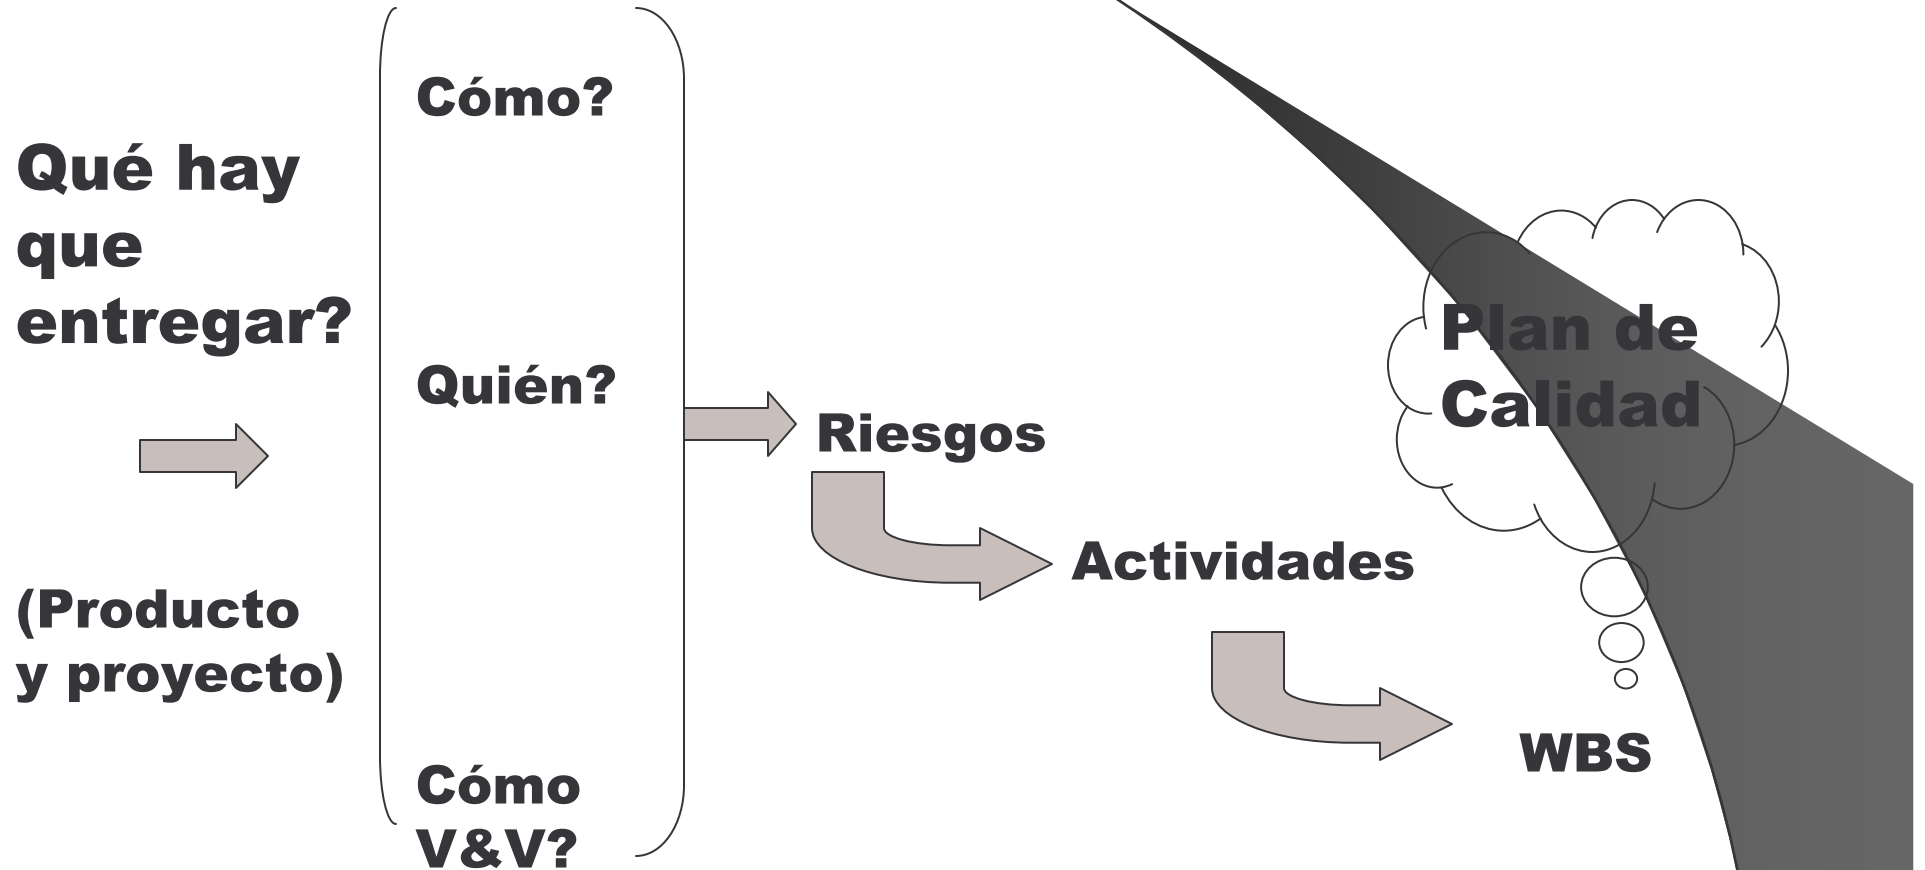 Qué hay
que
entregar?
(Producto
y proyecto)
Cómo?
Quién?
Cómo
V&V?
Riesgos
Actividades
WBS
Plan de
Calidad